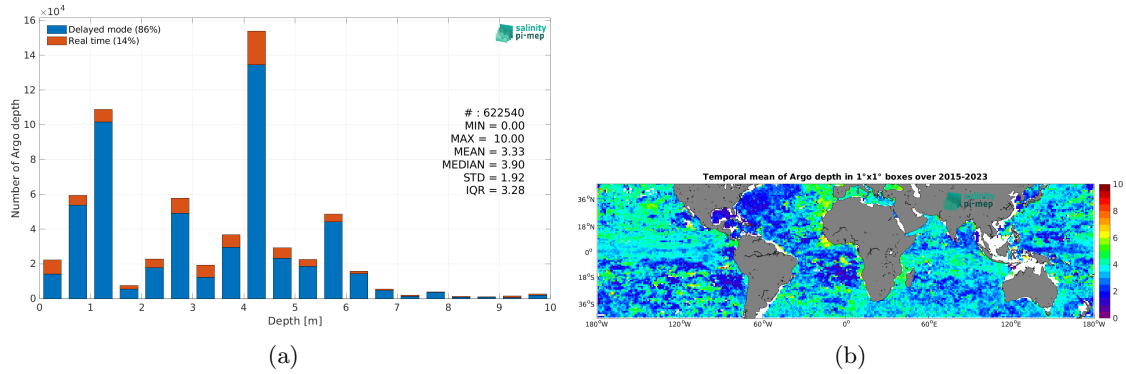 16 ×10⁴
14
12
10
8
6
4
2
0
Number of Argo depth
Delayed mode (86%)
Real time (14%)
salinity
pi-mep
# : 622540
MIN = 0.00
MAX = 10.00
MEAN = 3.33
MEDIAN = 3.90
STD = 1.92
IQR = 3.28
0 1 2 3 4 5 6 7 8 9 10
Depth [m]
(a)
Temporal mean of Argo depth in 1°x1° boxes over 2015-2023
salinity
pi-mep
36°N
18°N
0°
18°S
36°S
180°W 120°W 60°W 0° 60°E 120°E 180°W
10
8
6
4
2
0
(b)